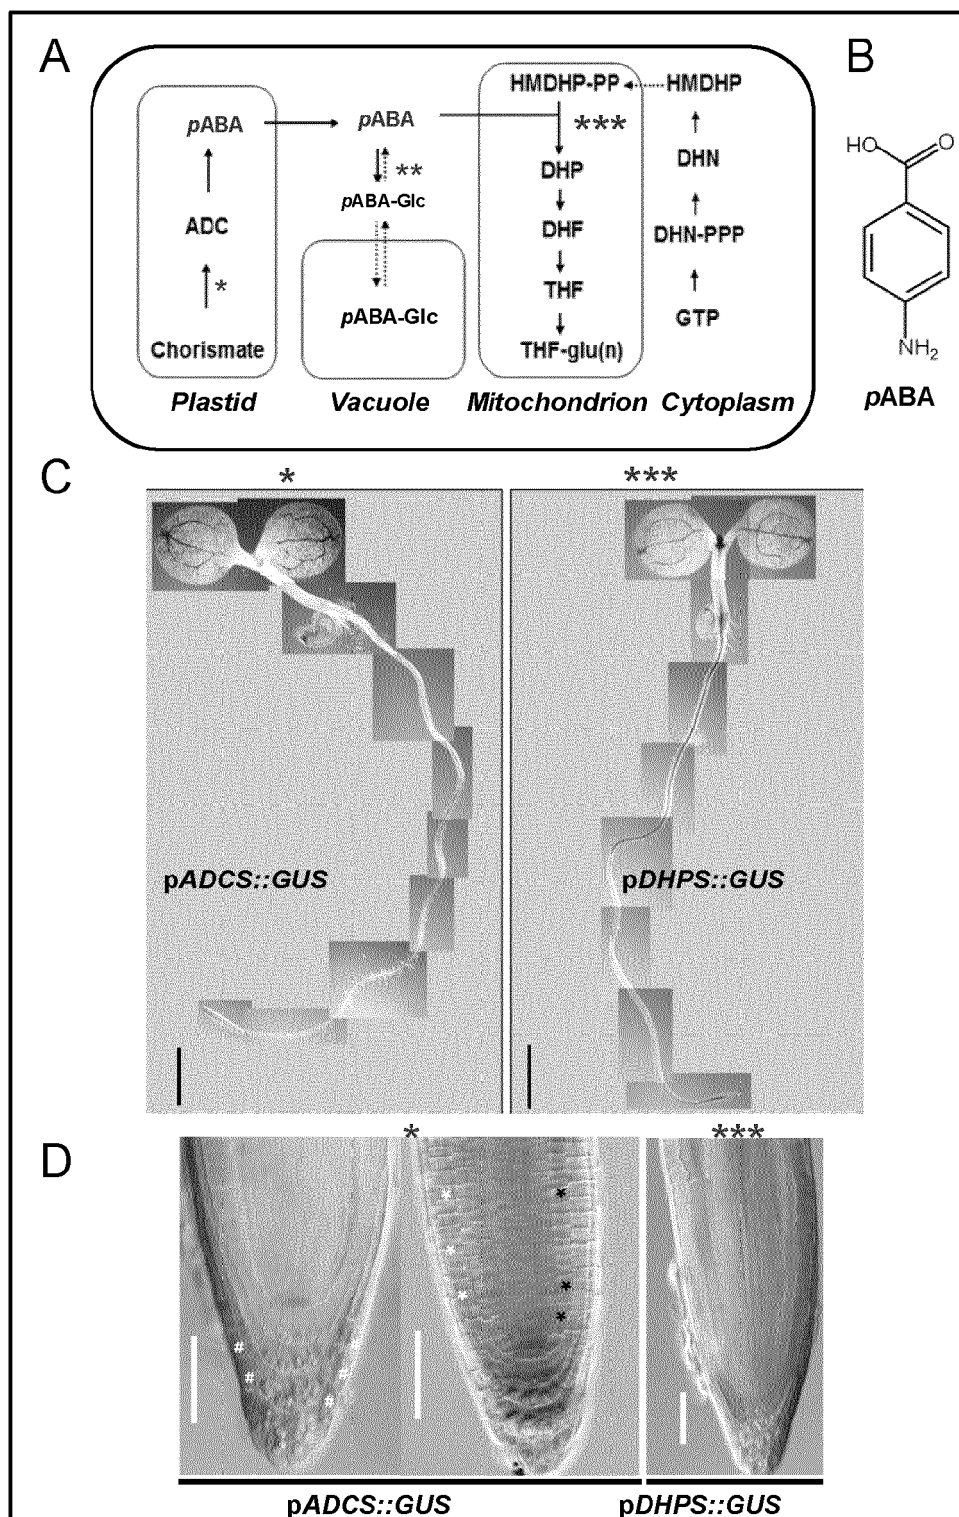 A
B
pABA
pABA
HMDHP-PP
HMDHP
***
**
DHP
DHN
pABA-Glc
ADC
DHF
DHN-PPP
*
pABA-Glc
THF
GTP
Chorismate
THF-glu(n)
Plastid
Vacuole
Mitochondrion
Cytoplasm
HO
O
NH2
pABA
C
*
***
pADCS::GUS
pDHPS::GUS
D
*
***
# # # # #
pADCS::GUS
pDHPS::GUS